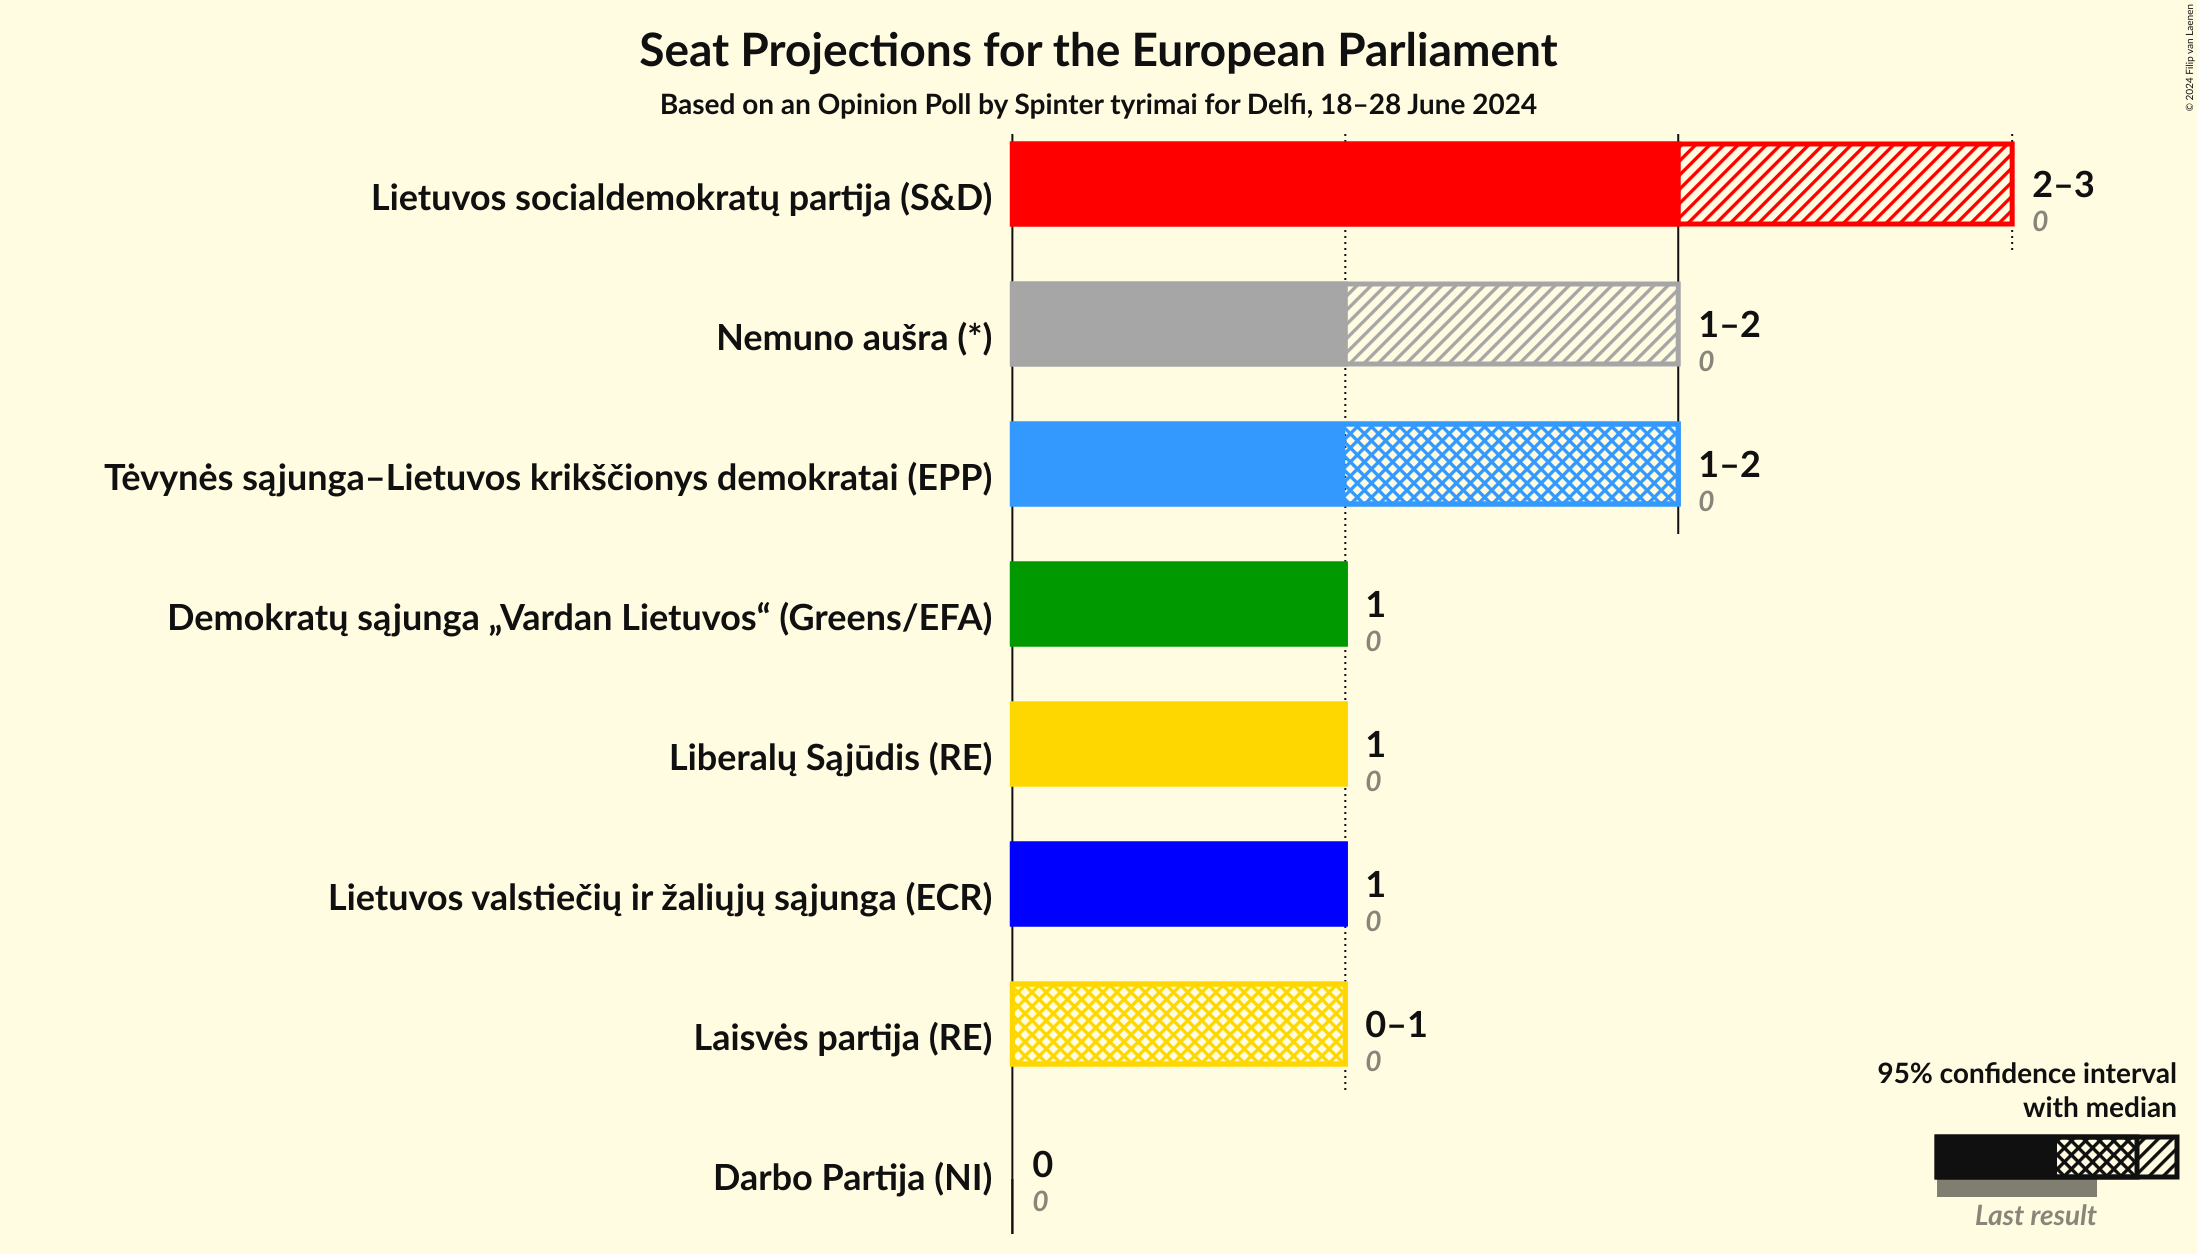 Seat Projections for the European Parliament
Based on an Opinion Poll by Spinter tyrimai for Delfi, 18–28 June 2024
© 2024 Filip van Laenen
Lietuvos socialdemokratų partija (S&D)
2–3
0
Nemuno aušra (*)
1–2
0
Tėvynės sąjunga–Lietuvos krikščionys demokratai (EPP)
1–2
0
Demokratų sąjunga „Vardan Lietuvos“ (Greens/EFA)
1
0
Liberalų Sąjūdis (RE)
1
0
Lietuvos valstiečių ir žaliųjų sąjunga (ECR)
1
0
Laisvės partija (RE)
0–1
0
Darbo Partija (NI)
0
0
95% confidence interval
with median
Last result